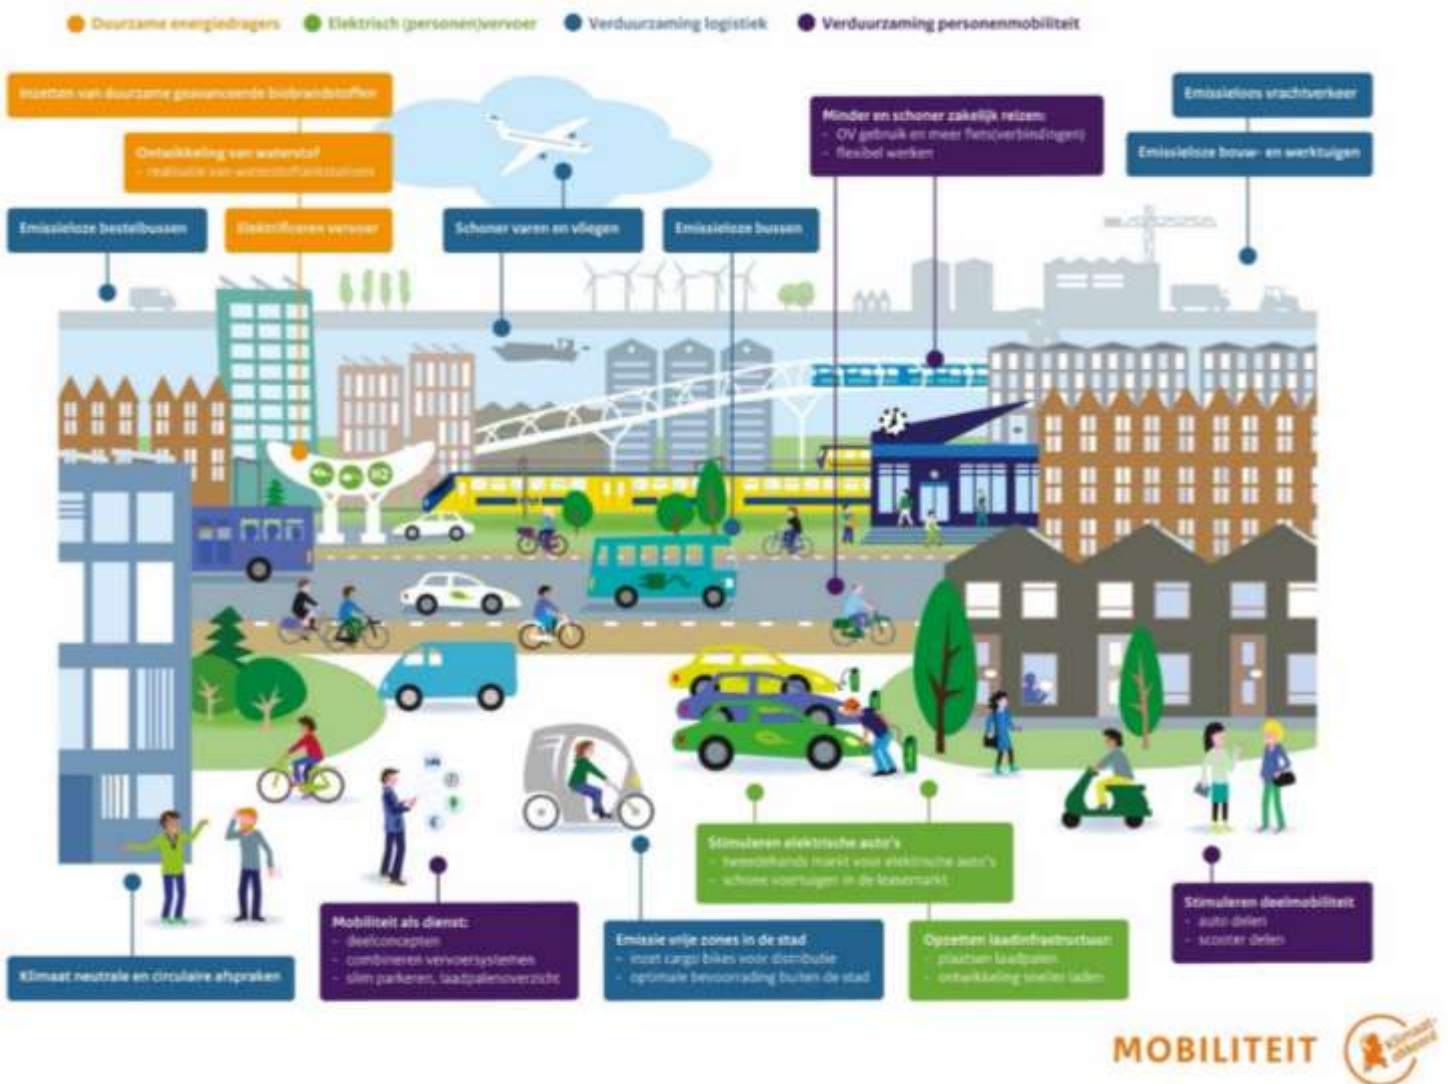 Duurzame energiedragers
Elektrisch (personen)vervoer
Verduurzaming logistiek
Verduurzaming personenmobiliteit
Inzetten van duurzame geavanceerde biobrandstoffen
Ontwikkeling van waterstof
- realisatie van waterstoftankstations
Minder en schoner zakelijk reizen:
- OV gebruik en meer fiets(verbindingen)
- flexibel werken
Emissieloos vrachtverkeer
Emissieloze bouw- en werktuigen
Emissieloze bestelbussen
Elektrificeren vervoer
Schoner varen en vliegen
Emissieloze bussen
H2
Stimuleren elektrische auto's
- tweedehands markt voor elektrische auto's
- schone voertuigen in de leasemarkt
Stimuleren deelmobiliteit
- auto delen
- scooter delen
Mobiliteit als dienst:
- deelconcepten
- combineren vervoersystemen
- slim parkeren, laadpalenoverzicht
Emissie vrije zones in de stad
- inzet cargo bikes voor distributie
- optimale bevoorrading buiten de stad
Opzetten laadinfrastructuur:
- plaatsen laadpalen
- ontwikkeling sneller laden
Klimaat neutrale en circulaire afspraken
MOBILITEIT
Klimaat-
akkoord